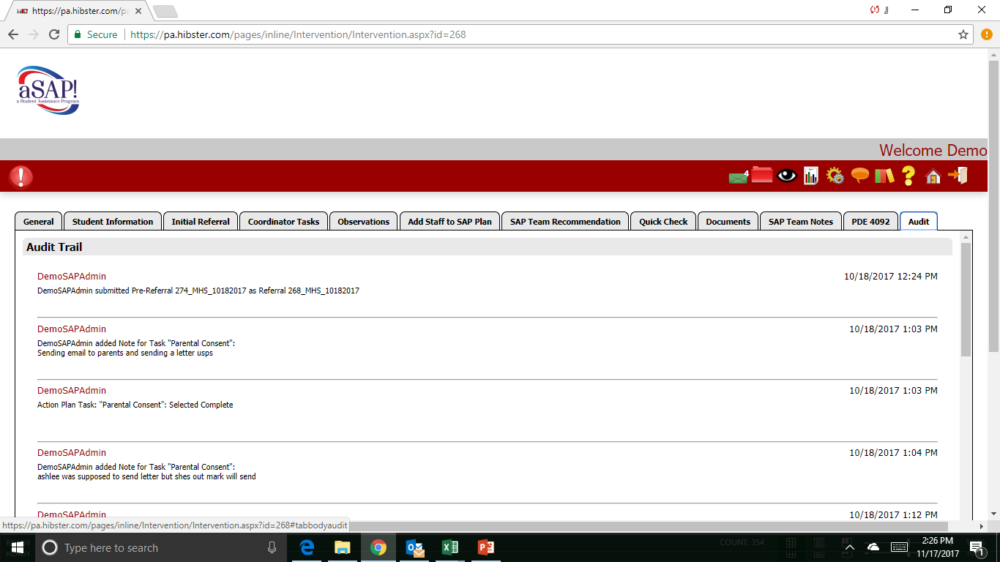 https://pa.hibster.com/pa
J
Secure
https://pa.hibster.com/pages/inline/Intervention/Intervention.aspx?id=268
aSAP!
a Student Assistance Program
Welcome Demo
4
General
Student Information
Initial Referral
Coordinator Tasks
Observations
Add Staff to SAP Plan
SAP Team Recommendation
Quick Check
Documents
SAP Team Notes
PDE 4092
Audit
Audit Trail
DemoSAPAdmin 10/18/2017 12:24 PM
DemoSAPAdmin submitted Pre-Referral 274_MHS_10182017 as Referral 268_MHS_10182017
DemoSAPAdmin 10/18/2017 1:03 PM
DemoSAPAdmin added Note for Task "Parental Consent":
Sending email to parents and sending a letter usps
DemoSAPAdmin 10/18/2017 1:03 PM
Action Plan Task: "Parental Consent": Selected Complete
DemoSAPAdmin 10/18/2017 1:04 PM
DemoSAPAdmin added Note for Task "Parental Consent":
ashlee was supposed to send letter but shes out mark will send
DemoSAPAdmin 10/18/2017 1:12 PM
https://pa.hibster.com/pages/inline/Intervention/Intervention.aspx?id=268#tabbodyaudit
Type here to search
COUNT: 354
2:26 PM
11/17/2017
1